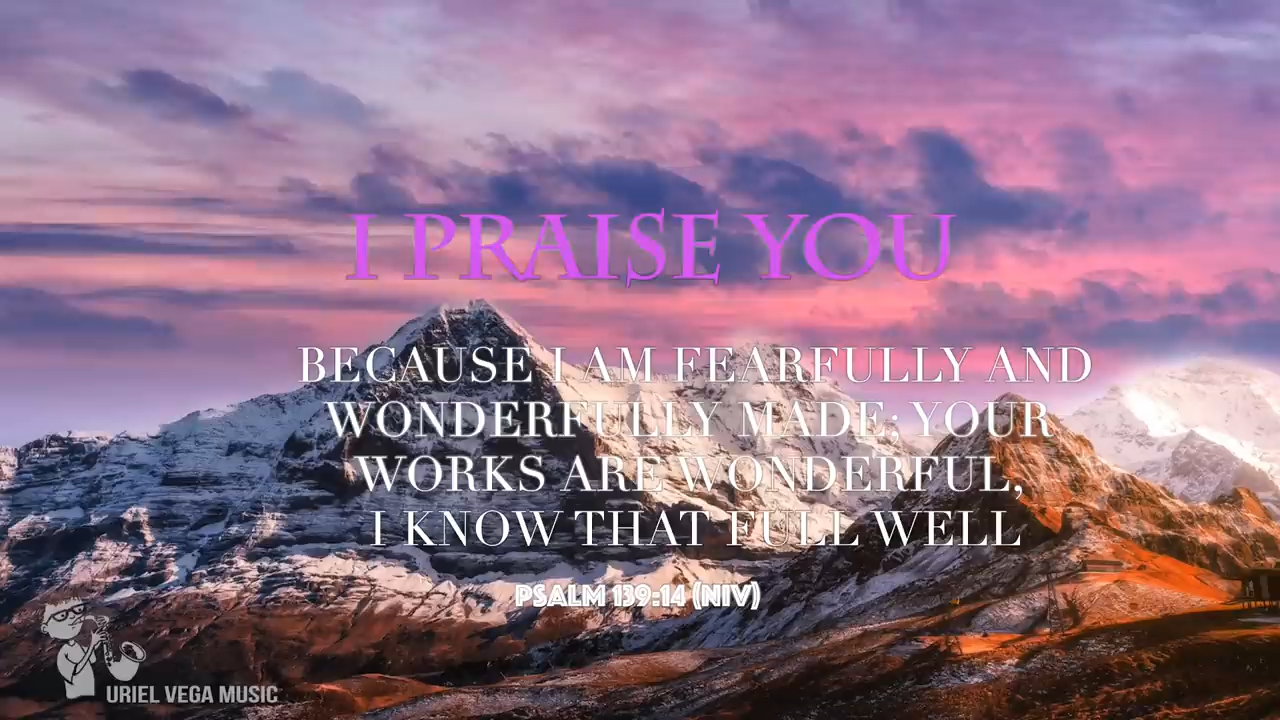 I PRAISE YOU
BECAUSE I AM FEARFULLY AND
WONDERFULLY MADE; YOUR
WORKS ARE WONDERFUL,
I KNOW THAT FULL WELL
PSALM 139:14 (NIV)
URIEL VEGA MUSIC